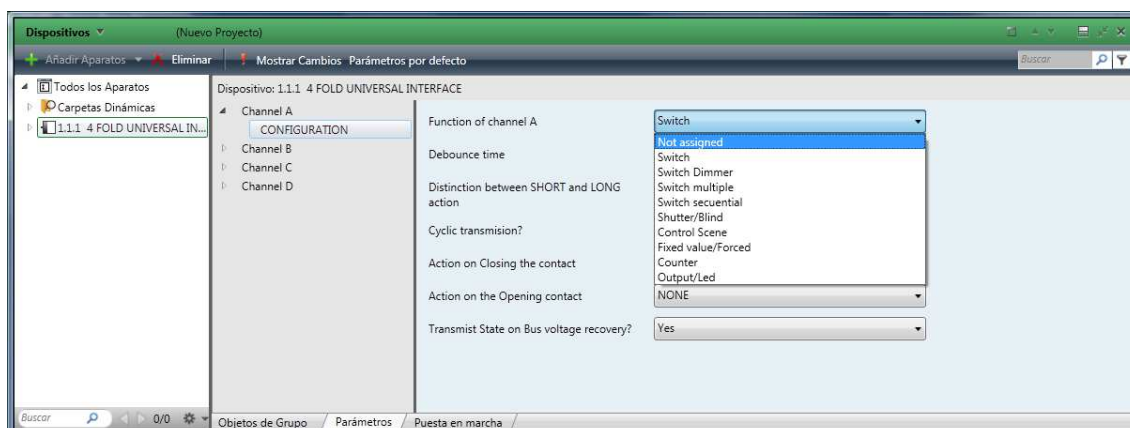 Dispositivos (Nuevo Proyecto)
Añadir Aparatos Eliminar Mostrar Cambios Parámetros por defecto Buscar
Todos los Aparatos
Carpetas Dinámicas
1.1.1 4 FOLD UNIVERSAL IN...
Dispositivo: 1.1.1 4 FOLD UNIVERSAL INTERFACE
Channel A
CONFIGURATION
Channel B
Channel C
Channel D
Function of channel A Switch
Not assigned
Switch
Switch Dimmer
Switch multiple
Switch secuential
Shutter/Blind
Control Scene
Fixed value/Forced
Counter
Output/Led
Debounce time
Distinction between SHORT and LONG
action
Cyclic transmision?
Action on Closing the contact
Action on the Opening contact NONE
Transmist State on Bus voltage recovery? Yes
Buscar 0/0
Objetos de Grupo Parámetros Puesta en marcha